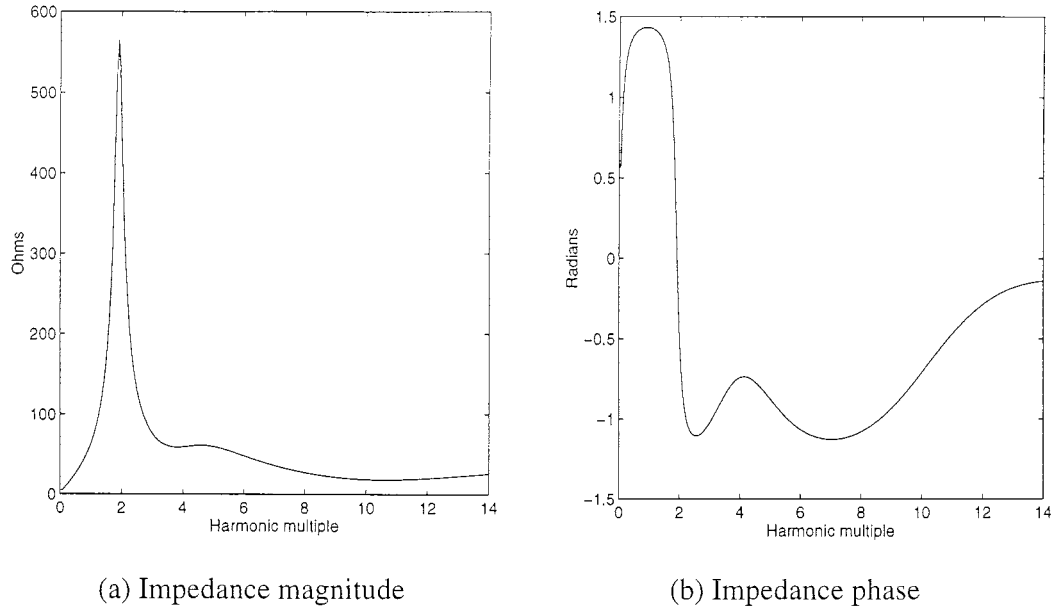 600
500
400
300
200
100
0
Ohms
0 2 4 6 8 10 12 14
Harmonic multiple
(a) Impedance magnitude
1.5
1
0.5
0
−0.5
−1
−1.5
Radians
0 2 4 6 8 10 12 14
Harmonic multiple
(b) Impedance phase